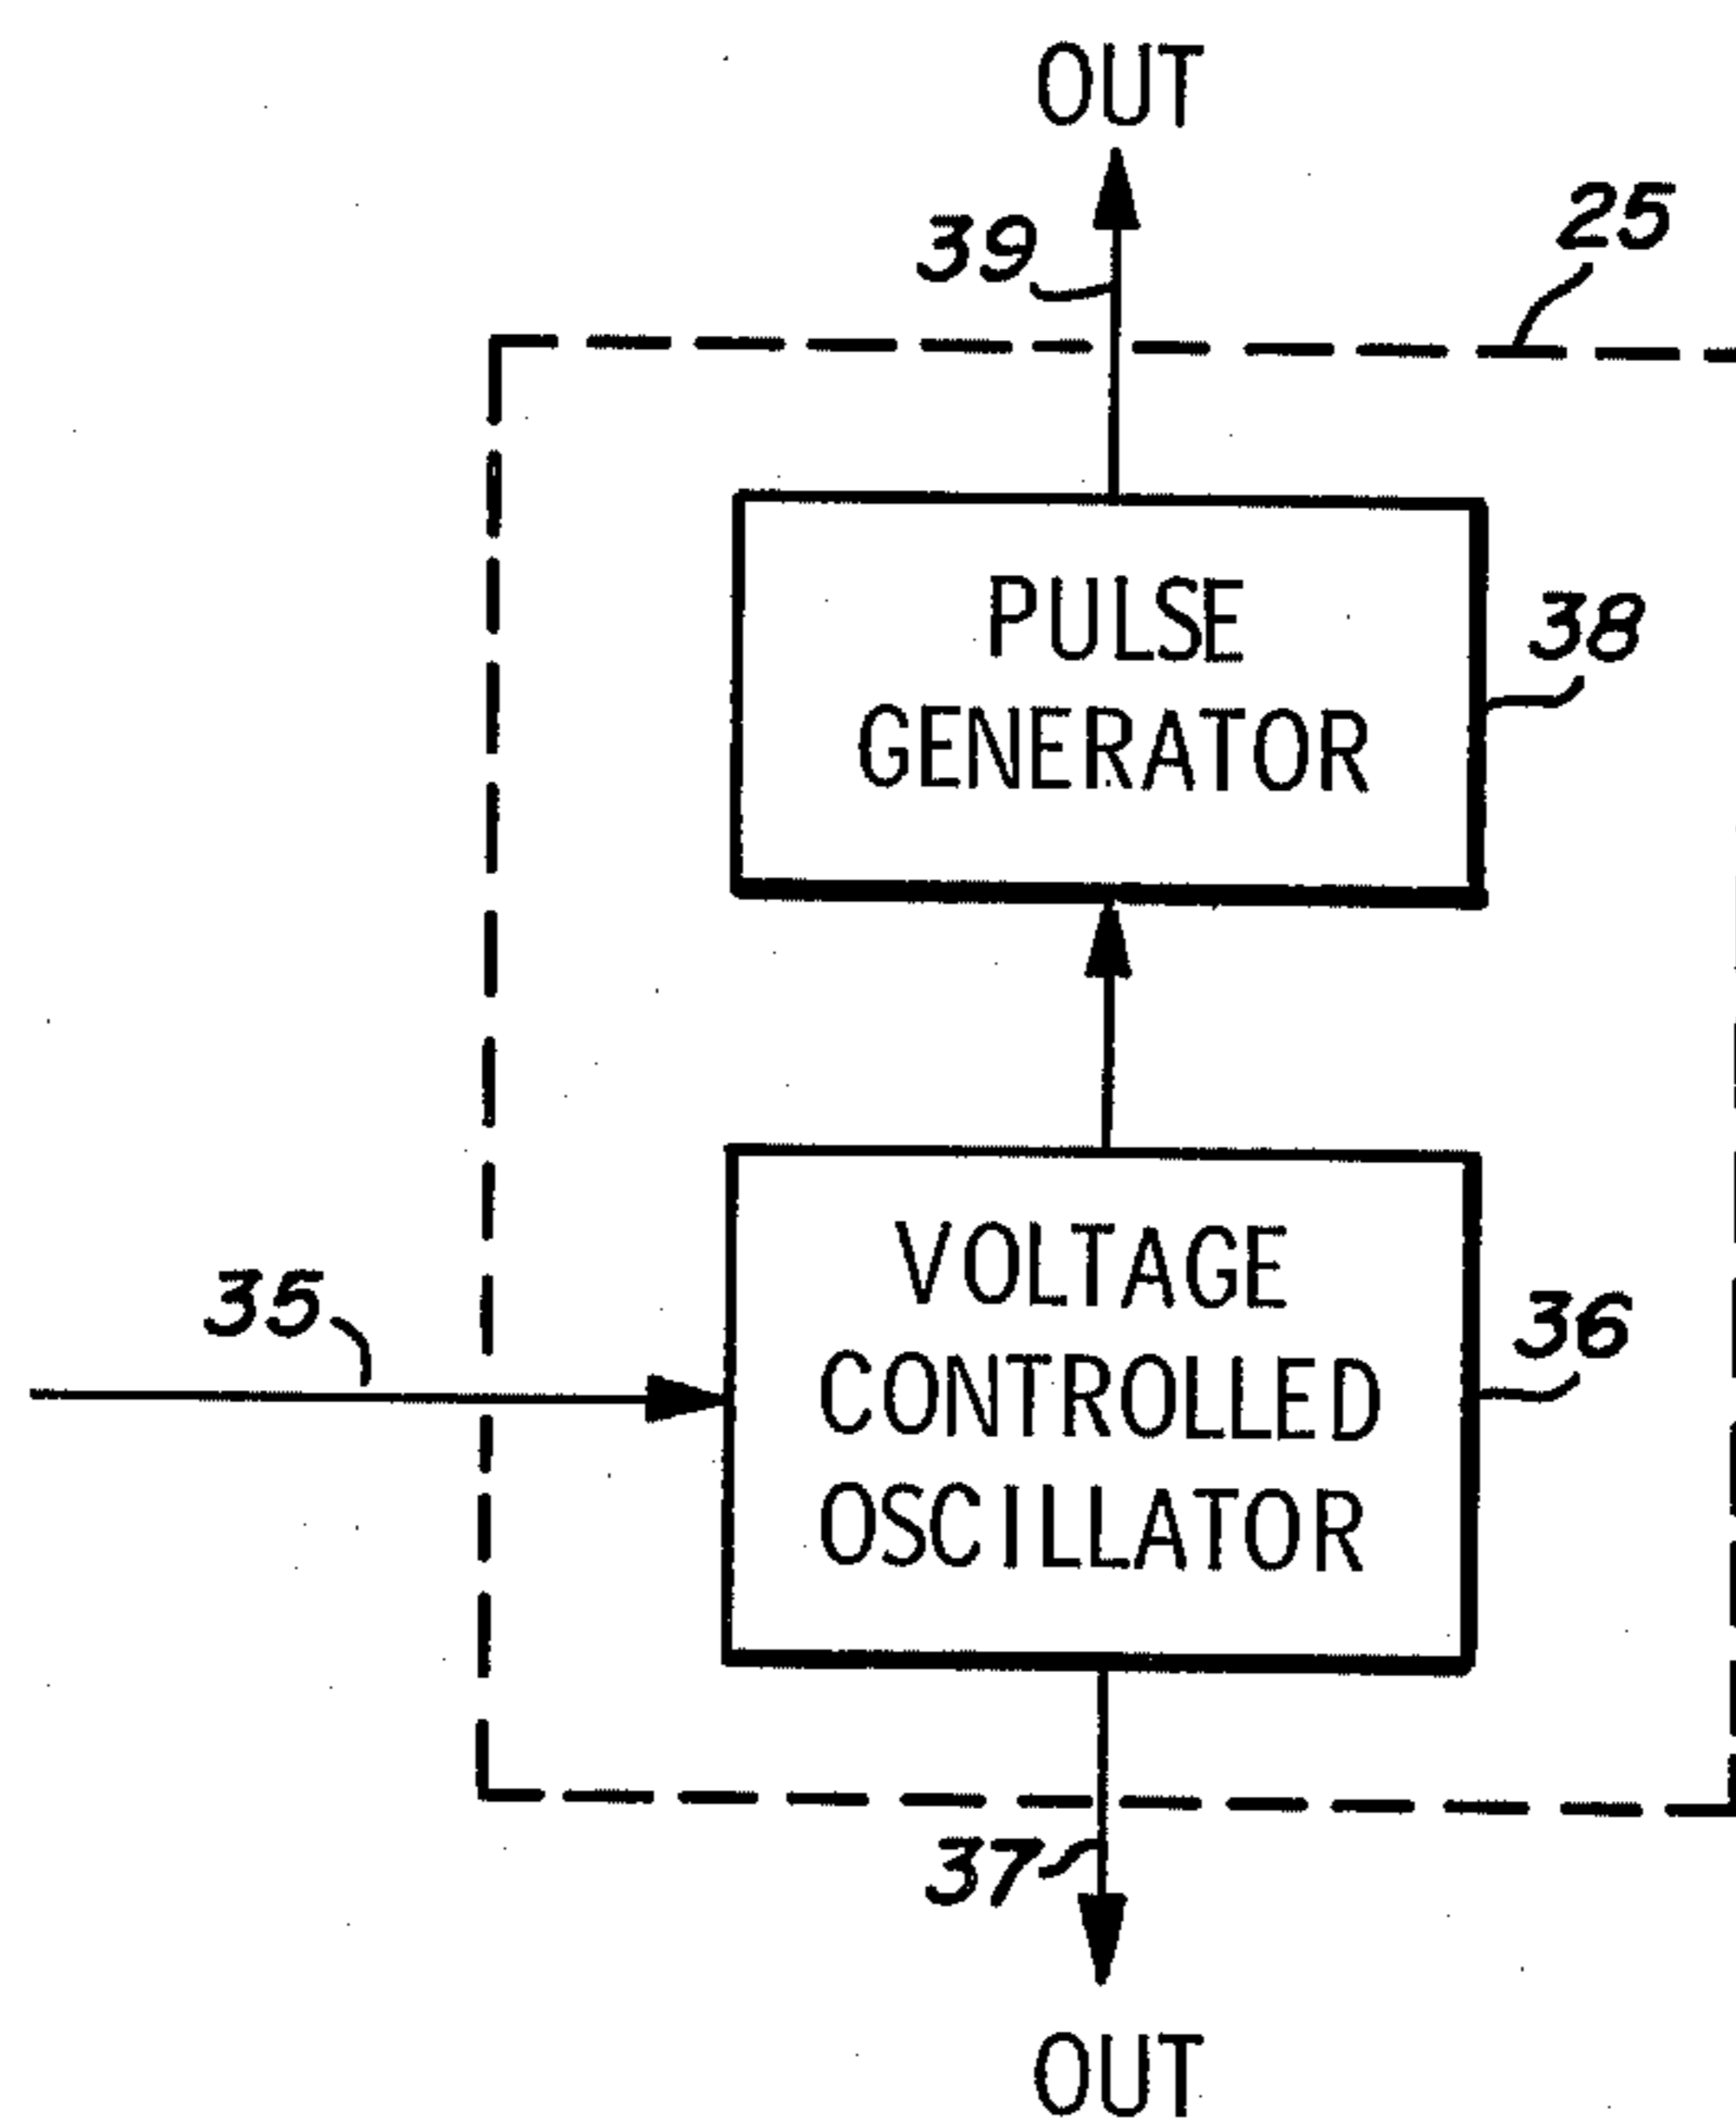 OUT
39
25
PULSE
GENERATOR
38
VOLTAGE
CONTROLLED
OSCILLATOR
35
36
37
OUT